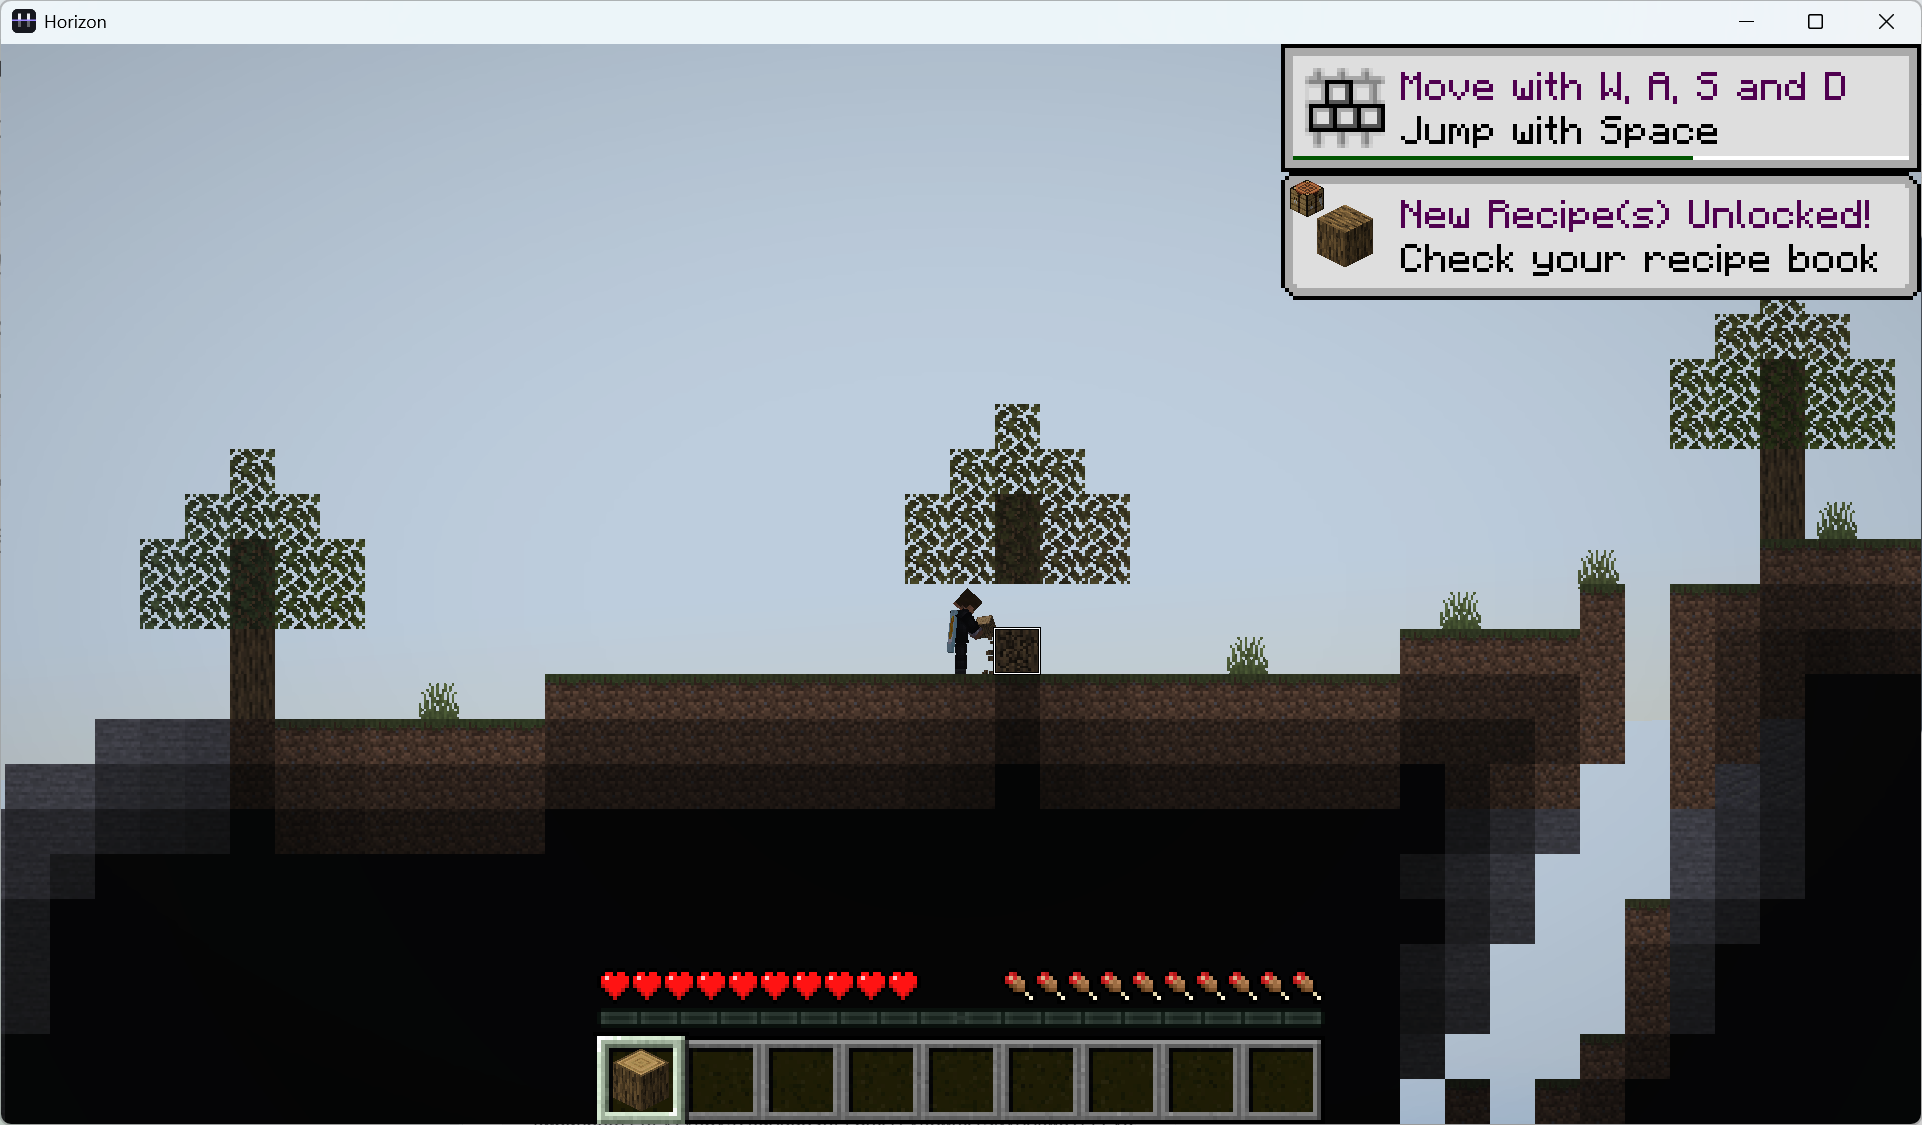 Horizon
Move with W, A, S and D
Jump with Space
New Recipe(s) Unlocked!
Check your recipe book